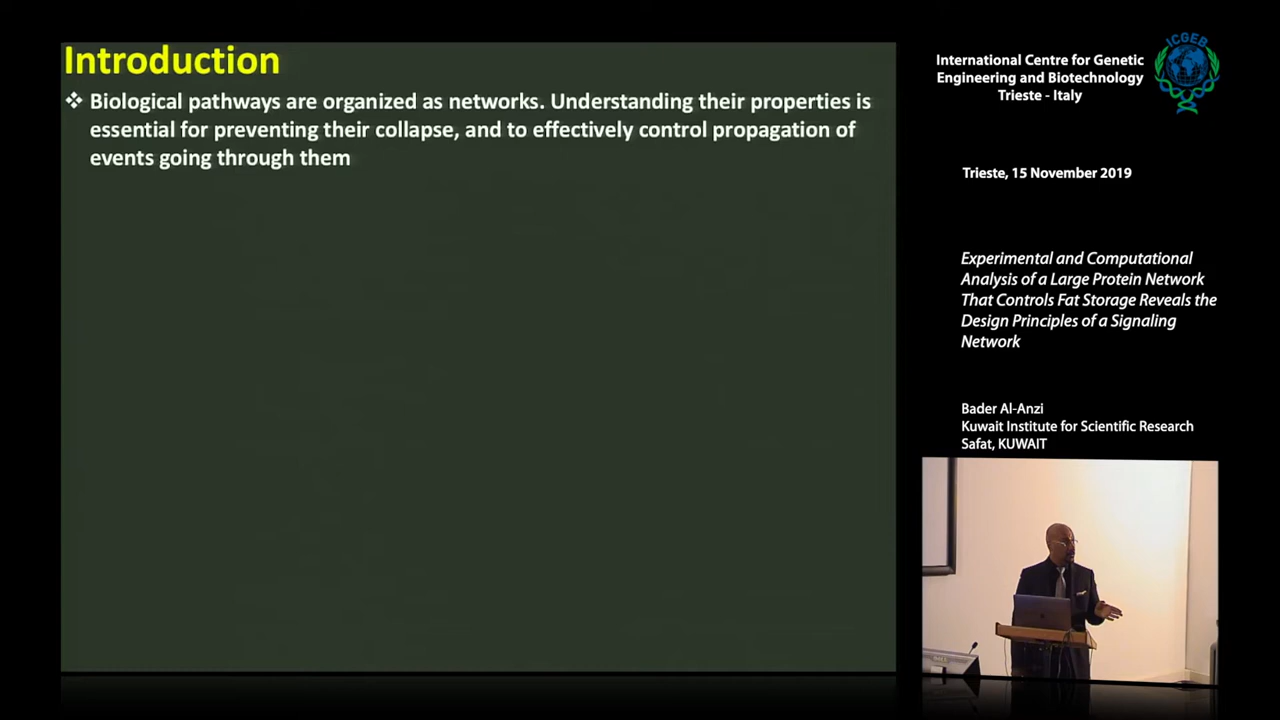 Introduction
❖ Biological pathways are organized as networks. Understanding their properties is
essential for preventing their collapse, and to effectively control propagation of
events going through them
International Centre for Genetic
Engineering and Biotechnology
Trieste - Italy
ICGEB
Trieste, 15 November 2019
Experimental and Computational
Analysis of a Large Protein Network
That Controls Fat Storage Reveals the
Design Principles of a Signaling
Network
Bader Al-Anzi
Kuwait Institute for Scientific Research
Safat, KUWAIT